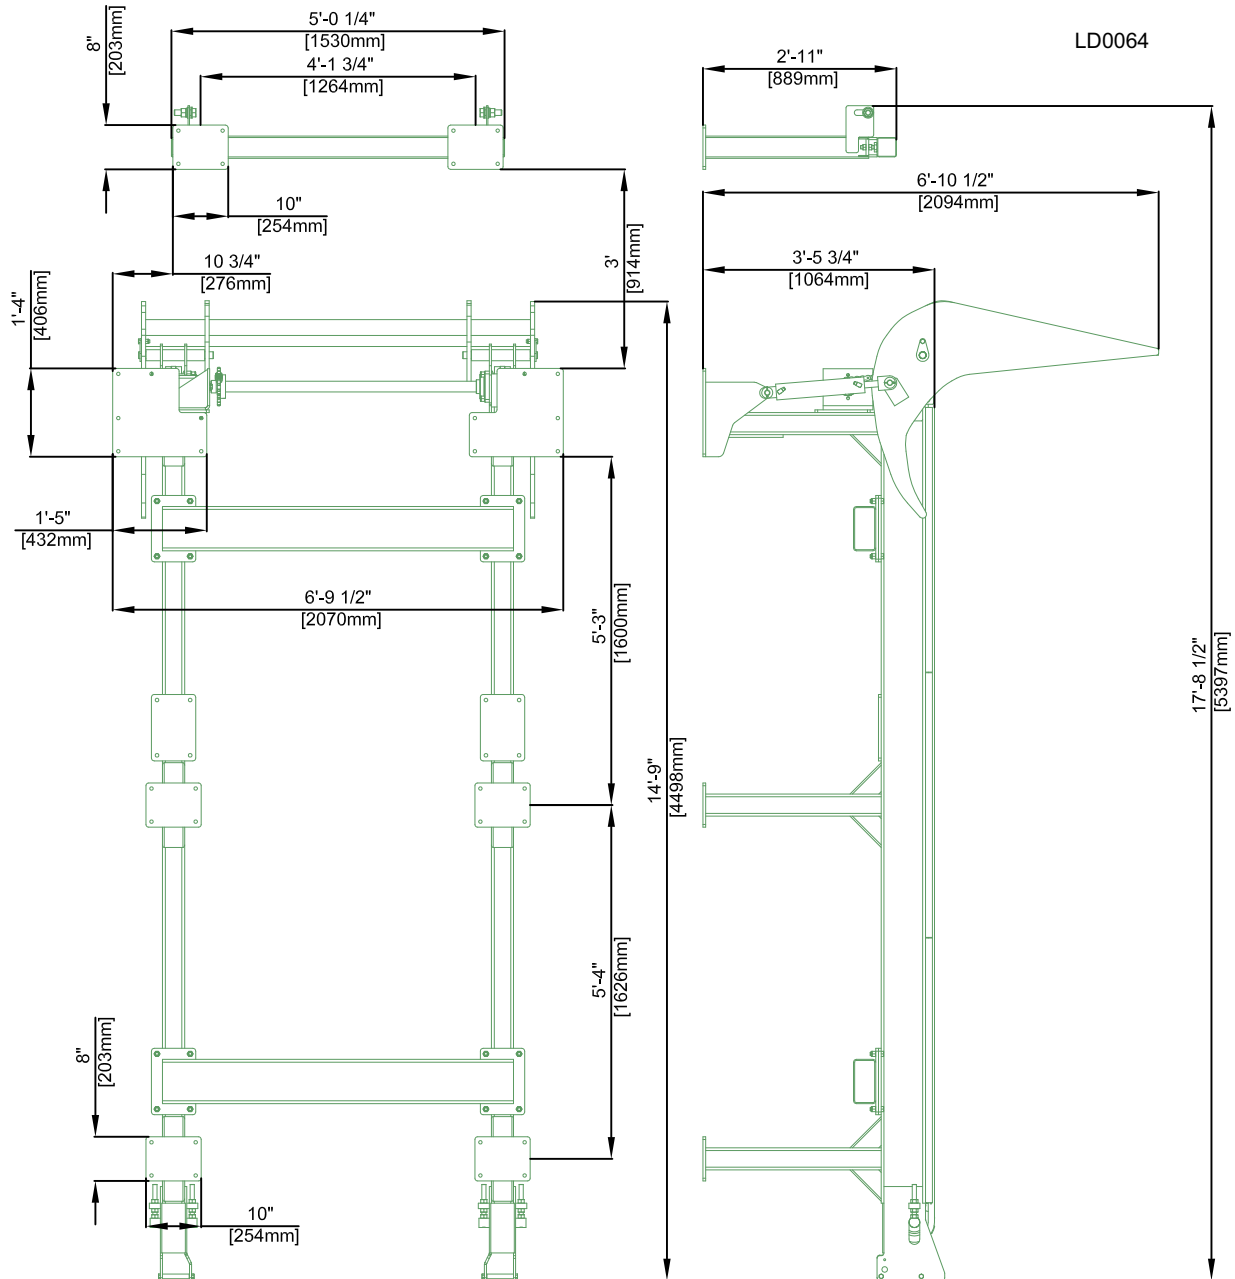 5'-0 1/4"
[1530mm]
4'-1 3/4"
[1264mm]
8"
[203mm]
LD0064
2'-11"
[889mm]
6'-10 1/2"
[2094mm]
10"
[254mm]
3'
[914mm]
10 3/4"
[276mm]
3'-5 3/4"
[1064mm]
1'-4"
[406mm]
1'-5"
[432mm]
6'-9 1/2"
[2070mm]
5'-3"
[1600mm]
17'-8 1/2"
[5397mm]
14'-9"
[4498mm]
5'-4"
[1626mm]
8"
[203mm]
10"
[254mm]